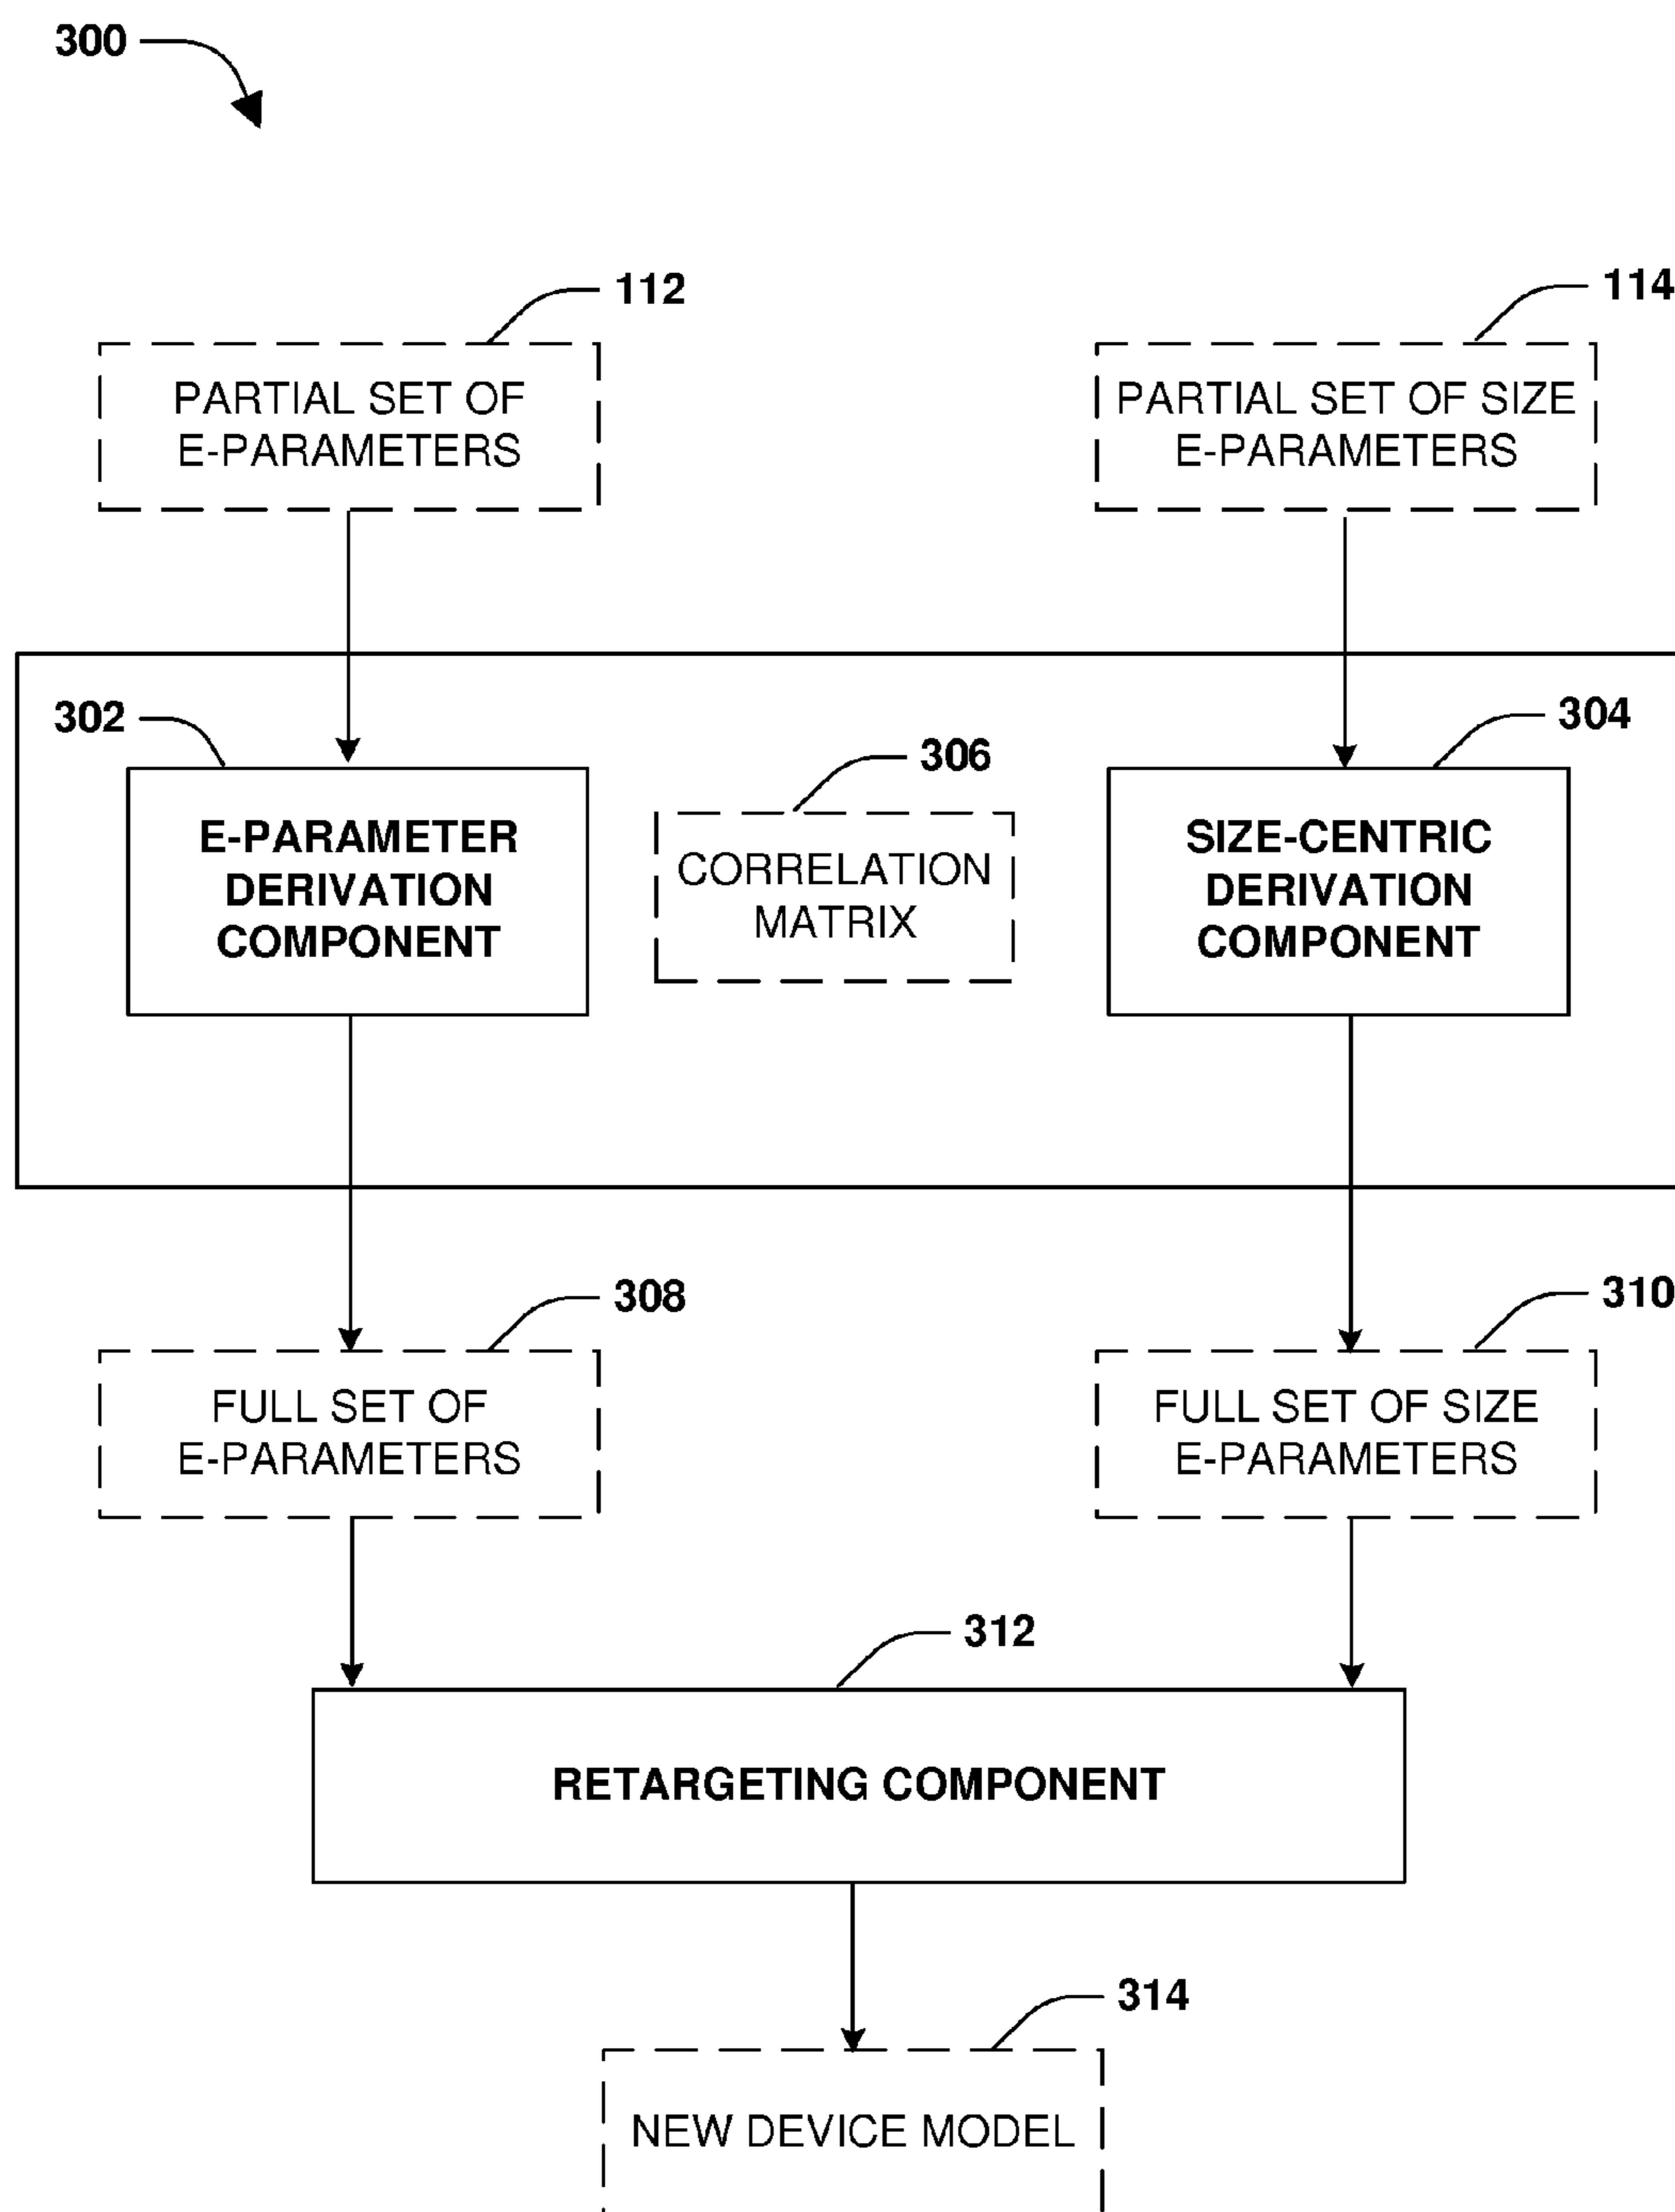 300
112
114
PARTIAL SET OF
E-PARAMETERS
PARTIAL SET OF SIZE
E-PARAMETERS
302
304
306
E-PARAMETER
DERIVATION
COMPONENT
CORRELATION
MATRIX
SIZE-CENTRIC
DERIVATION
COMPONENT
308
310
FULL SET OF
E-PARAMETERS
FULL SET OF SIZE
E-PARAMETERS
312
RETARGETING COMPONENT
314
NEW DEVICE MODEL